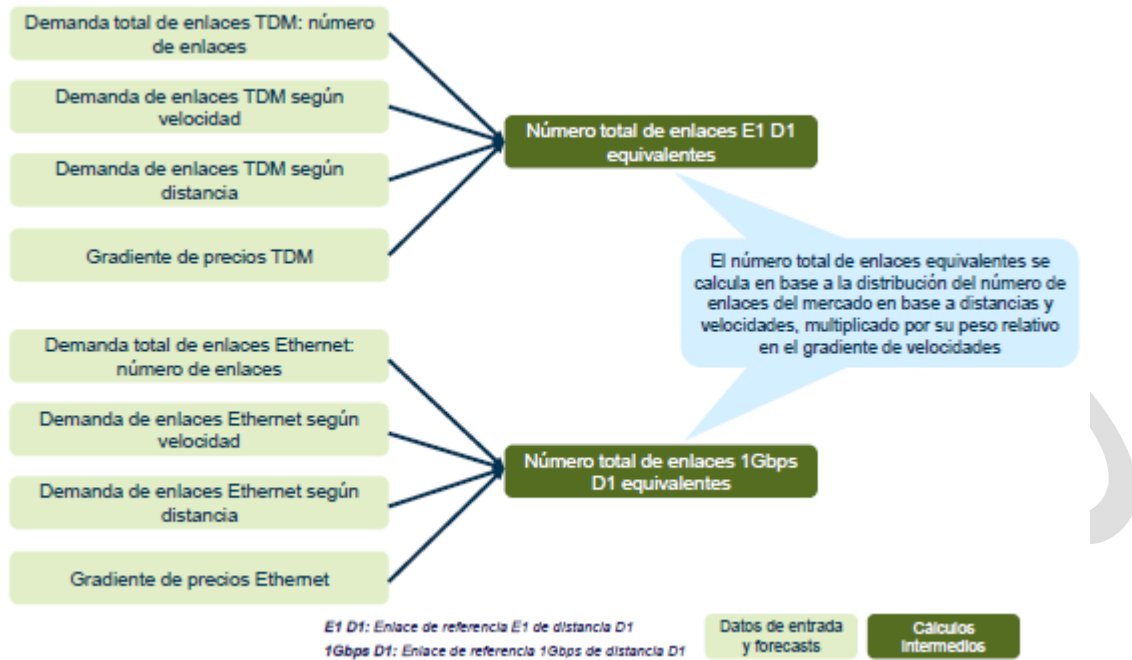 Demanda total de enlaces TDM: número
de enlaces
Demanda de enlaces TDM según
velocidad
Demanda de enlaces TDM según
distancia
Gradiente de precios TDM
Número total de enlaces E1 D1
equivalentes
El número total de enlaces equivalentes se
calcula en base a la distribución del número de
enlaces del mercado en base a distancias y
velocidades, multiplicado por su peso relativo
en el gradiente de velocidades
Demanda total de enlaces Ethernet:
número de enlaces
Demanda de enlaces Ethernet según
velocidad
Demanda de enlaces Ethernet según
distancia
Gradiente de precios Ethernet
Número total de enlaces 1Gbps
D1 equivalentes
E1 D1: Enlace de referencia E1 de distancia D1
1Gbps D1: Enlace de referencia 1Gbps de distancia D1
Datos de entrada
y forecasts
Cálculos
Intermedios